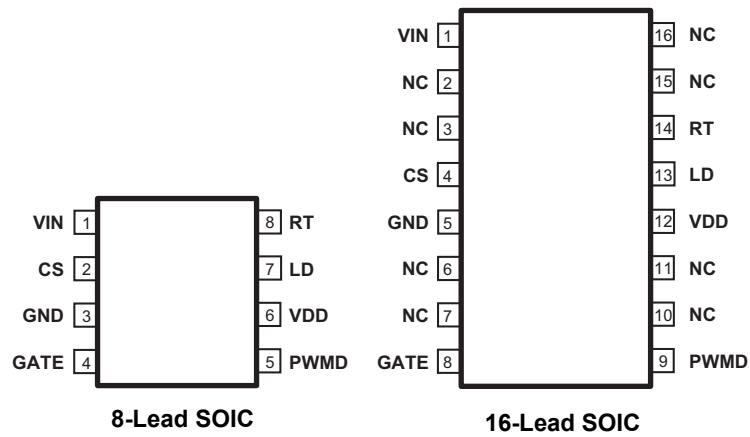 VIN 1 16 NC
NC 2 15 NC
NC 3 14 RT
CS 4 13 LD
GND 5 12 VDD
NC 6 11 NC
NC 7 10 NC
GATE 8 9 PWMD
16-Lead SOIC
VIN 1 8 RT
CS 2 7 LD
GND 3 6 VDD
GATE 4 5 PWMD
8-Lead SOIC